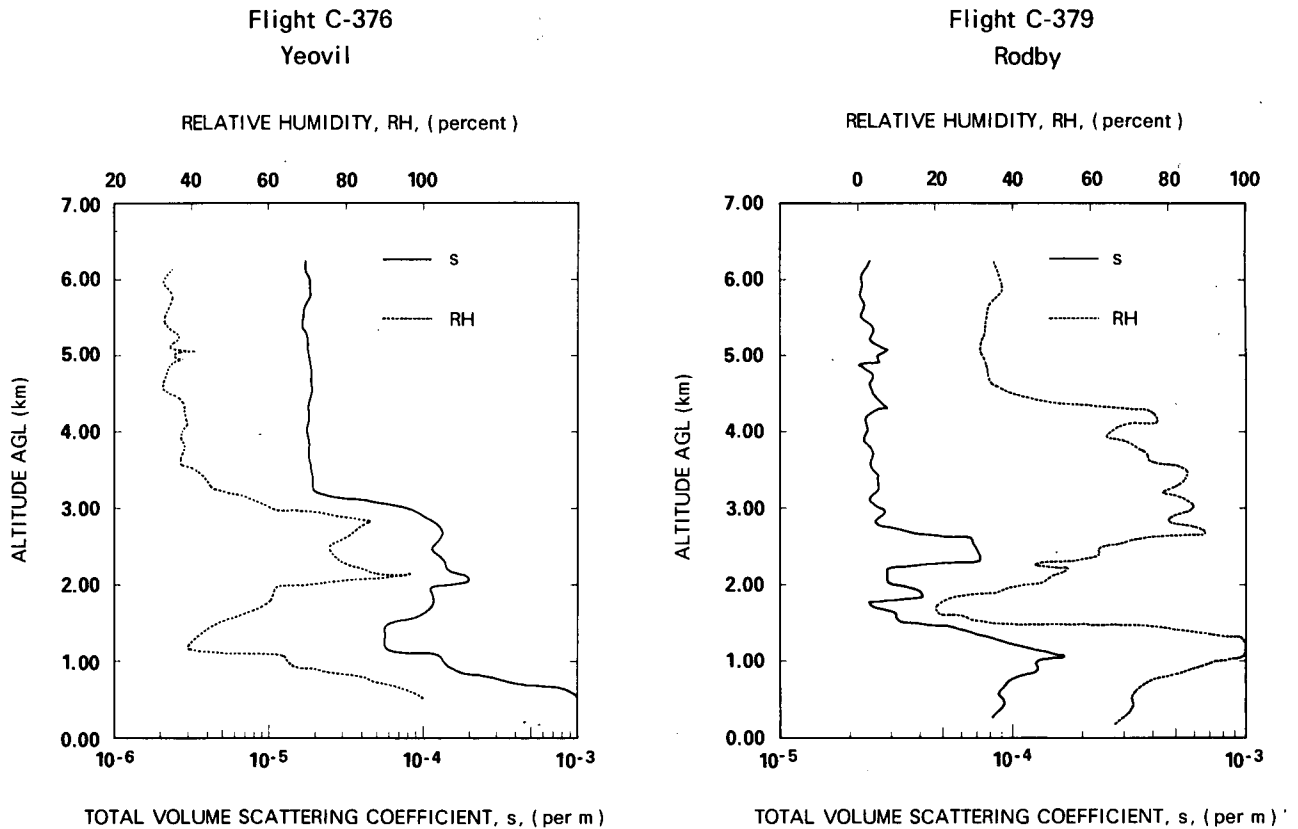 Flight C-376
Yeovil
RELATIVE HUMIDITY, RH, (percent)
20 40 60 80 100
7.00
6.00
5.00
4.00
3.00
2.00
1.00
0.00
ALTITUDE AGL (km)
s
RH
10-6 10-5 10-4 10-3
TOTAL VOLUME SCATTERING COEFFICIENT, s, (per m)
Flight C-379
Rodby
RELATIVE HUMIDITY, RH, (percent)
0 20 40 60 80 100
7.00
6.00
5.00
4.00
3.00
2.00
1.00
0.00
ALTITUDE AGL (km)
s
RH
10-5 10-4 10-3
TOTAL VOLUME SCATTERING COEFFICIENT, s, (per m)